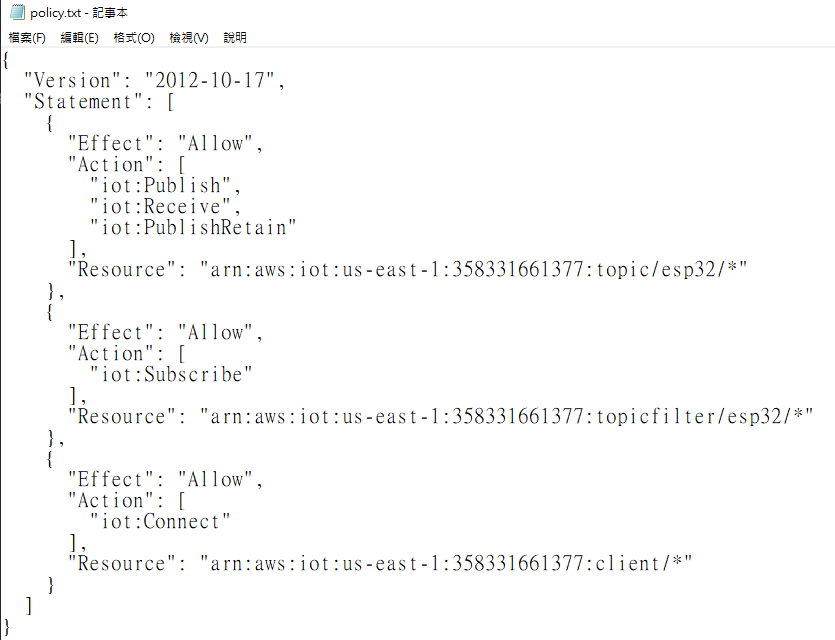 policy.txt - 記事本
檔案(F) 編輯(E) 格式(O) 檢視(V) 說明
{
  "Version": "2012-10-17",
  "Statement": [
    {
      "Effect": "Allow",
      "Action": [
        "iot:Publish",
        "iot:Receive",
        "iot:PublishRetain"
      ],
      "Resource": "arn:aws:iot:us-east-1:358331661377:topic/esp32/*"
    },
    {
      "Effect": "Allow",
      "Action": [
        "iot:Subscribe"
      ],
      "Resource": "arn:aws:iot:us-east-1:358331661377:topicfilter/esp32/*"
    },
    {
      "Effect": "Allow",
      "Action": [
        "iot:Connect"
      ],
      "Resource": "arn:aws:iot:us-east-1:358331661377:client/*"
    }
  ]
}